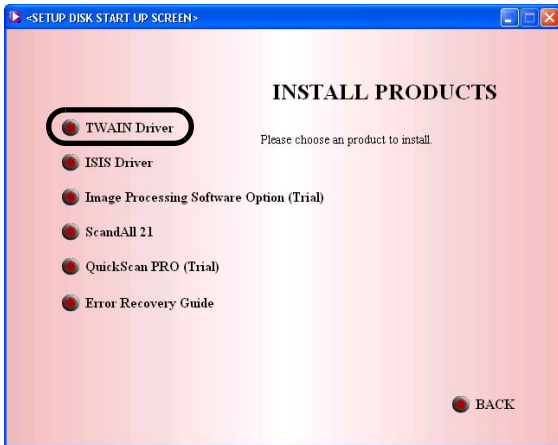 <SETUP DISK START UP SCREEN>
INSTALL PRODUCTS
Please choose an product to install.
TWAIN Driver
ISIS Driver
Image Processing Software Option (Trial)
ScandAll 21
QuickScan PRO (Trial)
Error Recovery Guide
BACK